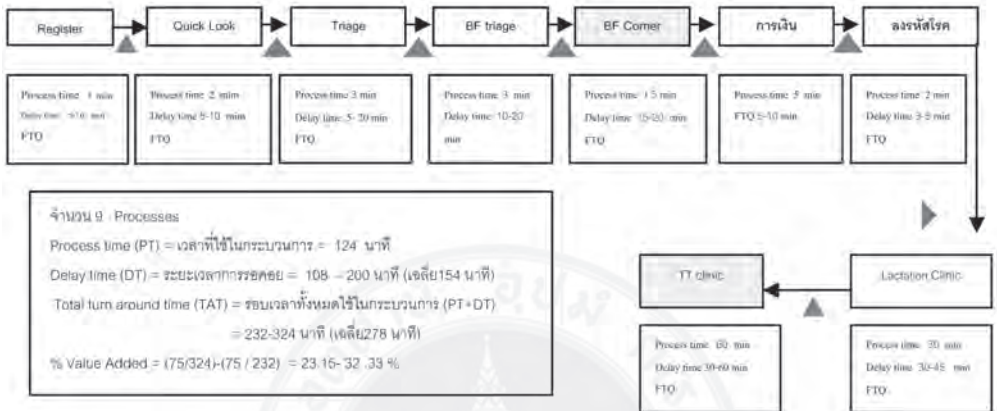 Register
Quick Look
Triage
BF triage
BF Corner
การเงิน
ลงรหัสโรค
Process time 1 min
Delay time min
FTQ
Process time 2 mim
Delay time 5-10 min
FTQ
Process time 3 min
Delay time 5- 20 min
FTQ
Process time 3 min
Delay time 10-20
min
Process time 15 min
Delay time 15-20 min
FTQ
Process time 5 min
FTQ 5-10 min
Process time 2 min
Delay time 3-5 min
FTQ
จำนวน 9 Processes
Process time (PT) = เวลาที่ใช้ในกระบวนการ = 124 นาที
Delay time (DT) = ระยะเวลาการรอคอย = 108 – 200 นาที (เฉลี่ย154 นาที)
Total turn around time (TAT) = รอบเวลาทั้งหมดใช้ในกระบวนการ (PT+DT)
= 232-324 นาที (เฉลี่ย278 นาที)
% Value Added = (75/324)-(75 / 232) = 23.15- 32 .33 %
TT clinic
Lactation Clinic
Process time 60 min
Delay time 30-60 min
FTQ
Process time 30 min
Delay time 30-45 min
FTQ